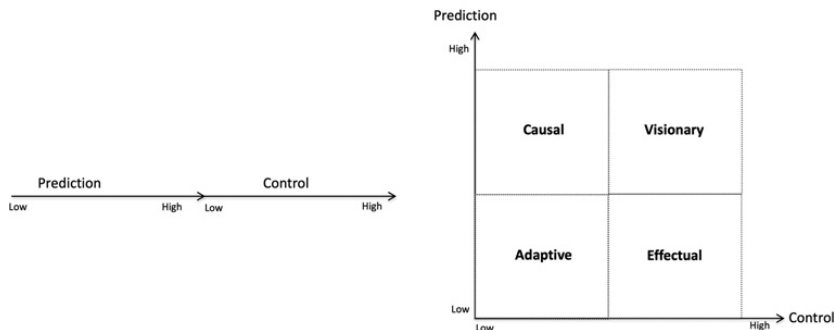 Prediction Control
Low High Low High
Prediction
High
Causal Visionary
Adaptive Effectual
Low
Control
Low High